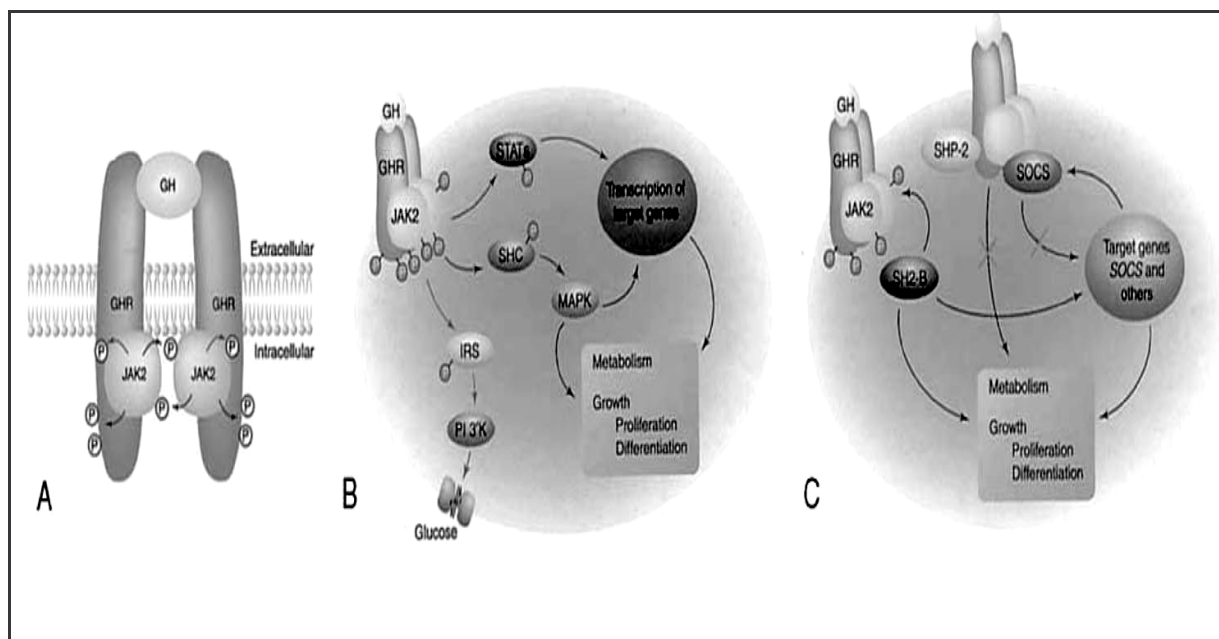 GH
Extracellular
GHR
GHR
Intracellular
P
P
P
P
JAK2
JAK2
P
P
P
P
P
A
GH
GHR
JAK2
STATs
SHC
MAPK
IRS
PI 3'K
Glucose
Transcription of
target genes
Metabolism
Growth
Proliferation
Differentiation
B
GH
GHR
JAK2
SH2-B
SHP-2
SOCS
Target genes
SOCS and
others
Metabolism
Growth
Proliferation
Differentiation
C